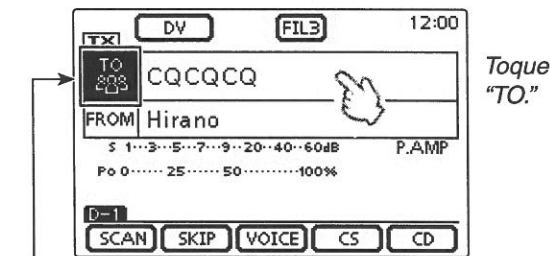 DV FIL3 12:00
TX
TO CQCQCQ
Toque
“TO.”
FROM Hirano
S 1···3···5···7···9··20··40··60dB P.AMP
Po 0······ 25 ······ 50 ·········100%
D-1
SCAN SKIP VOICE CS CD